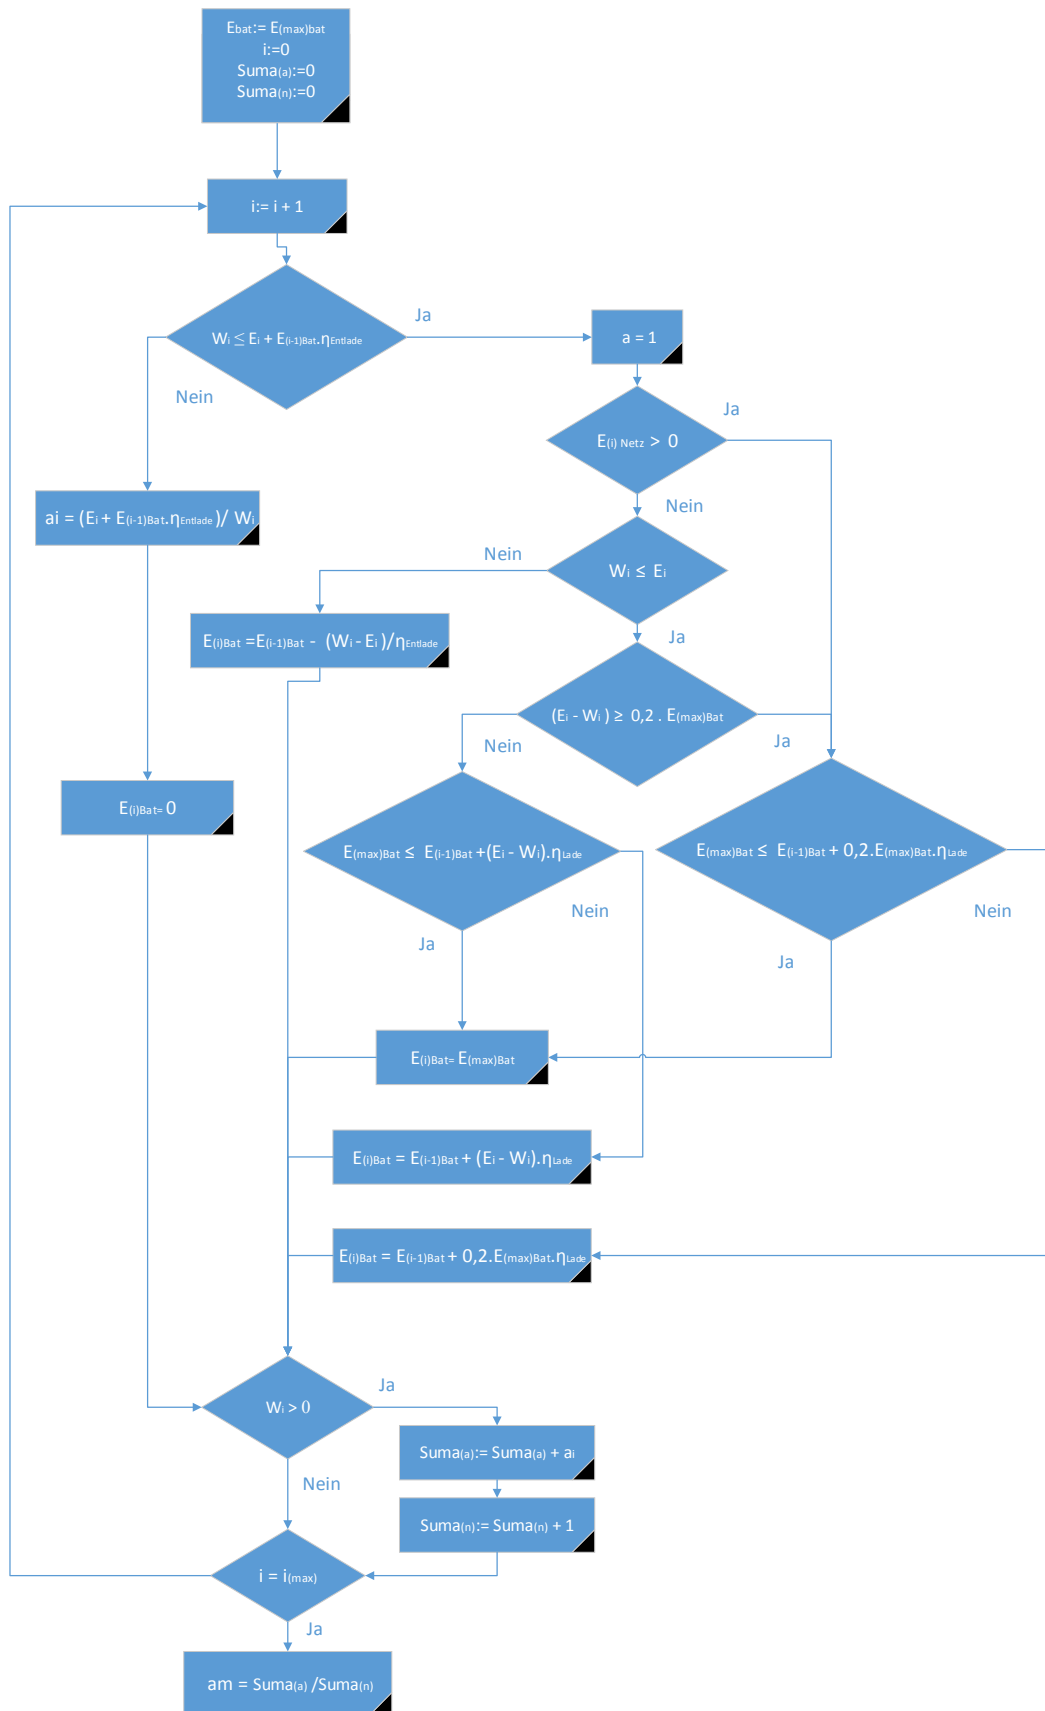 Ebat:= E(max)bat
i:=0
Suma(a):=0
Suma(n):=0
i:= i + 1
Wi ≤ Ei + E(i-1)Bat.ηEntlade
Ja
a = 1
Nein
E(i) Netz > 0
Ja
Nein
ai = (Ei + E(i-1)Bat.ηEntlade)/ Wi
Wi ≤ Ei
Nein
Ja
E(i)Bat =E(i-1)Bat - (Wi - Ei)/ηEntlade
(Ei - Wi) ≥ 0,2 . E(max)Bat
Nein
Ja
E(i)Bat= 0
E(max)Bat ≤ E(i-1)Bat +(Ei - Wi).ηLade
E(max)Bat ≤ E(i-1)Bat + 0,2.E(max)Bat.ηLade
Nein
Nein
Ja
Ja
E(i)Bat= E(max)Bat
E(i)Bat = E(i-1)Bat + (Ei - Wi).ηLade
E(i)Bat = E(i-1)Bat + 0,2.E(max)Bat.ηLade
Wi > 0
Ja
Suma(a):= Suma(a) + ai
Nein
Suma(n):= Suma(n) + 1
i = i(max)
Ja
am = Suma(a) /Suma(n)